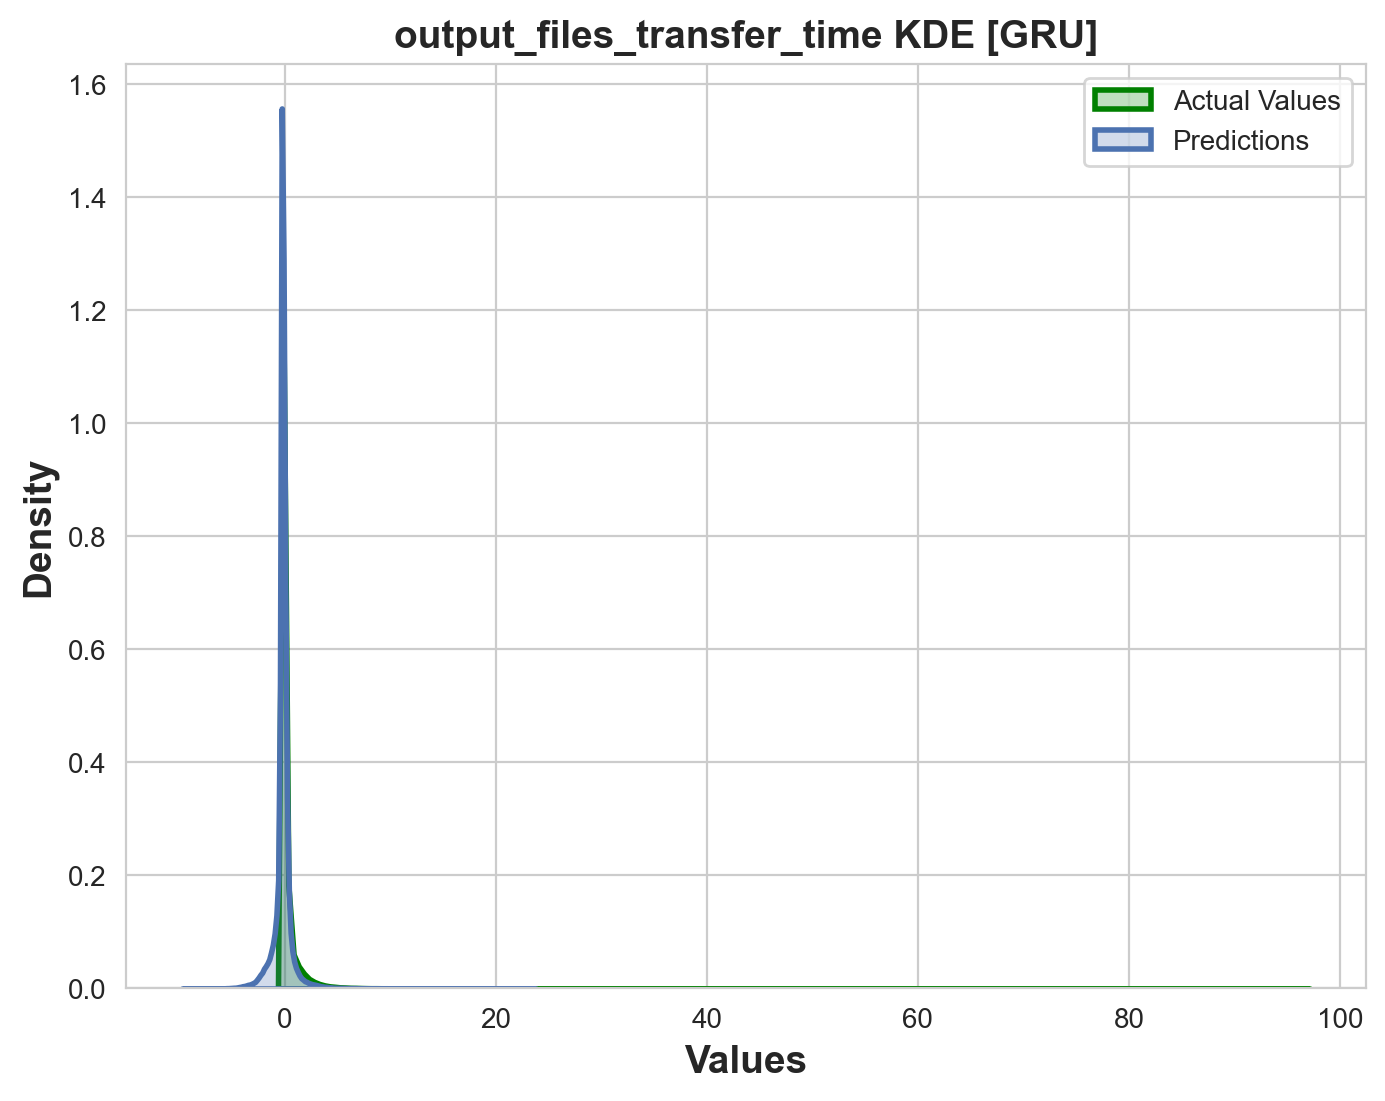 output_files_transfer_time KDE [GRU]
Actual Values
Predictions
1.6
1.4
1.2
1.0
0.8
0.6
0.4
0.2
0.0
Density
0 20 40 60 80 100
Values